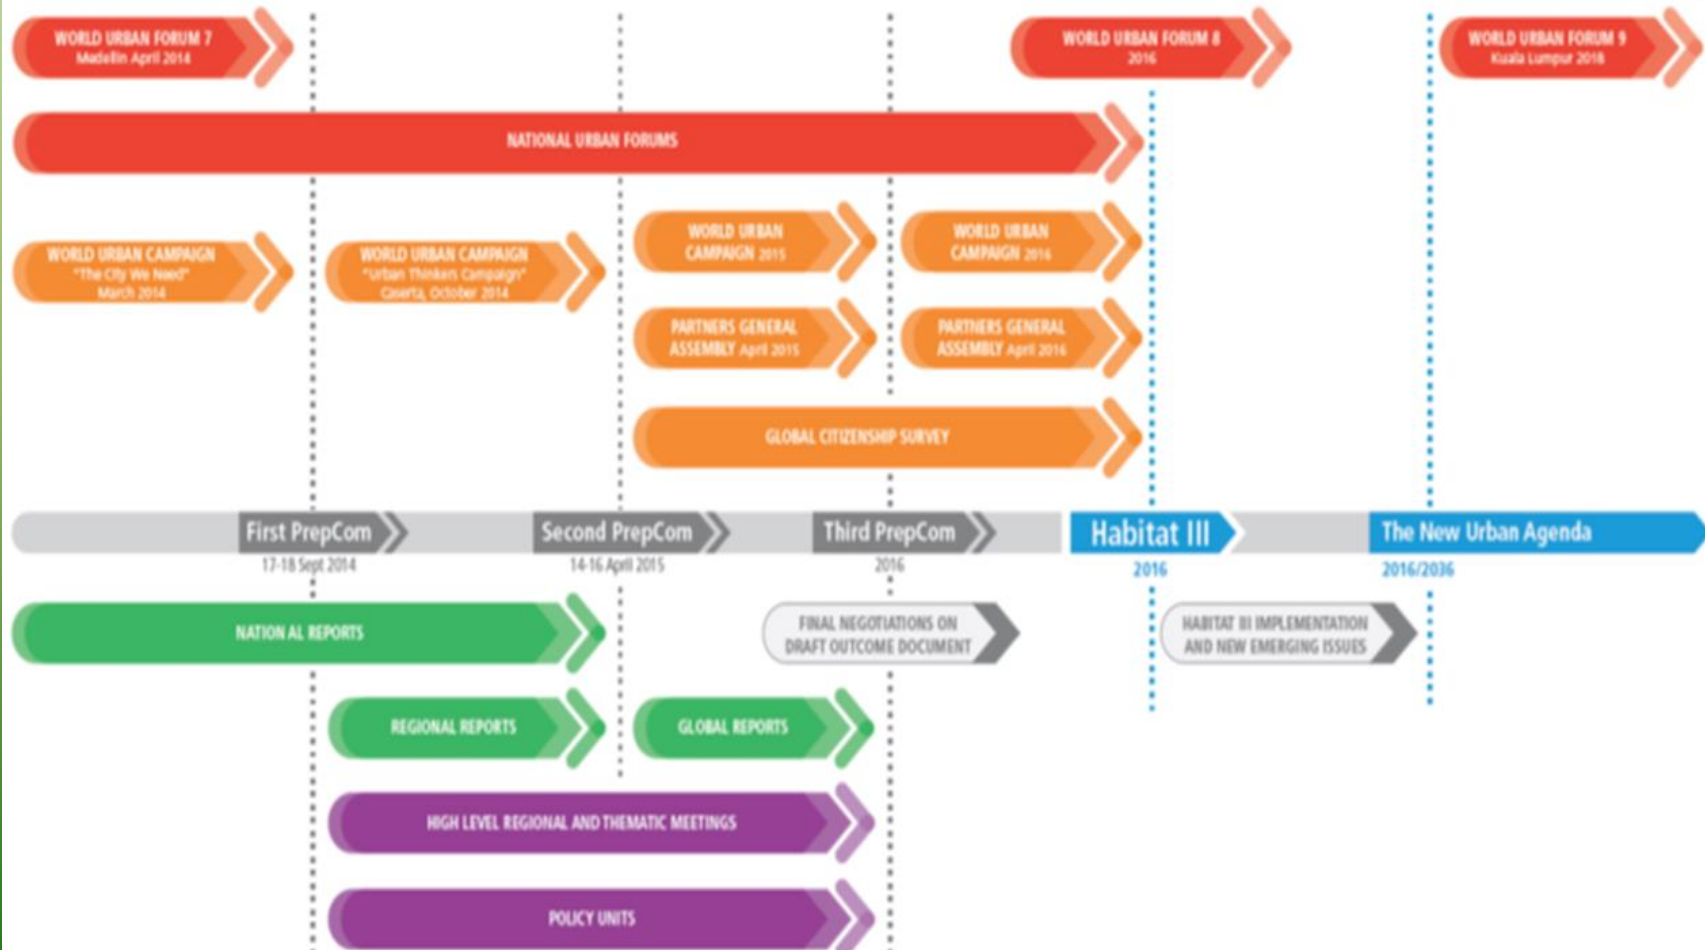 WORLD URBAN FORUM 7
Medellin April 2014
WORLD URBAN FORUM 8
2016
WORLD URBAN FORUM 9
Kuala Lumpur 2018
NATIONAL URBAN FORUMS
WORLD URBAN CAMPAIGN
"The City We Need"
March 2014
WORLD URBAN CAMPAIGN
"Urban Thinkers Campaign"
Caserta, October 2014
WORLD URBAN
CAMPAIGN 2015
WORLD URBAN
CAMPAIGN 2016
PARTNERS GENERAL
ASSEMBLY April 2015
PARTNERS GENERAL
ASSEMBLY April 2016
GLOBAL CITIZENSHIP SURVEY
First PrepCom
17-18 Sept 2014
Second PrepCom
14-16 April 2015
Third PrepCom
2016
Habitat III
2016
The New Urban Agenda
2016/2036
NATION AL REPORTS
FINAL NEGOTIATIONS ON
DRAFT OUTCOME DOCUMENT
HABITAT III IMPLEMENTATION
AND NEW EMERGING ISSUES
REGIONAL REPORTS
GLOBAL REPORTS
HIGH LEVEL REGIONAL AND THEMATIC MEETINGS
POLICY UNITS